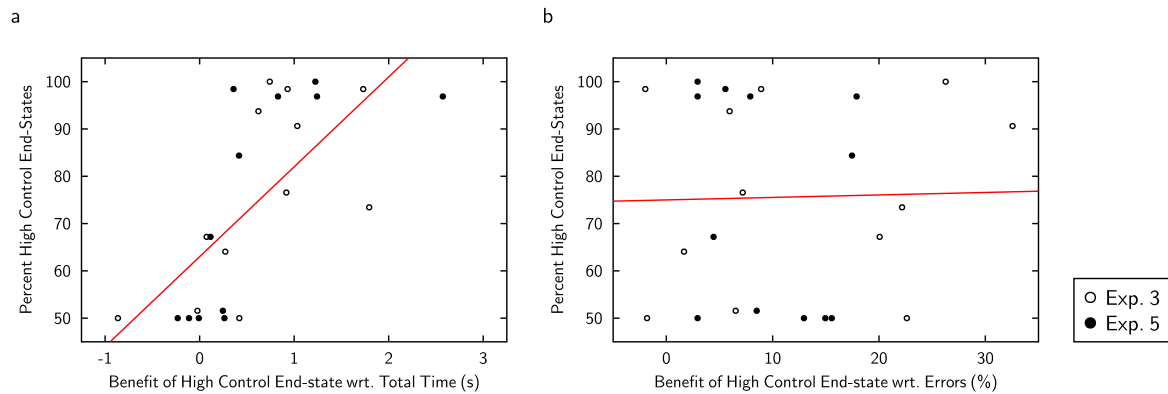 a
b
Percent High Control End-States
100
90
80
70
60
50
-1 0 1 2 3
Benefit of High Control End-state wrt. Total Time (s)
Percent High Control End-States
100
90
80
70
60
50
0 10 20 30
Benefit of High Control End-state wrt. Errors (%)
Exp. 3
Exp. 5